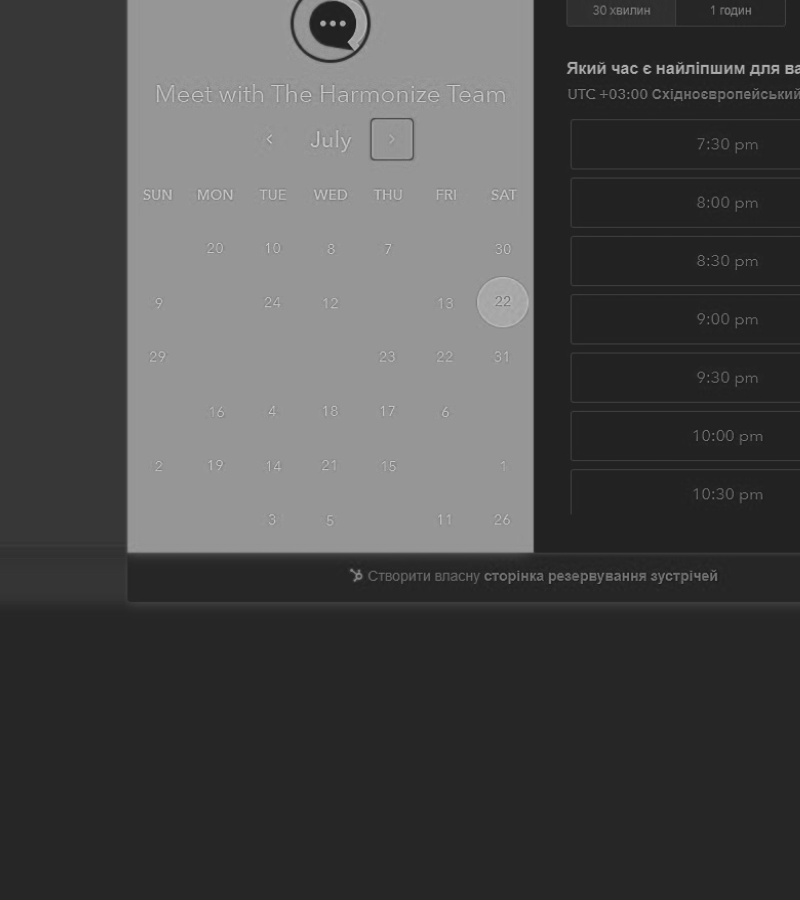 30 хвилин 1 годин
Meet with The Harmonize Team
July
SUN MON TUE WED THU FRI SAT
20 10 8 7 30
9 24 12 13 22
29 23 22 31
16 4 18 17 6
2 19 14 21 15 1
3 5 11 26
Який час є найліпшим для ва
UTC +03:00 Східноєвропейський
7:30 pm
8:00 pm
8:30 pm
9:00 pm
9:30 pm
10:00 pm
10:30 pm
Створити власну сторінка резервування зустрічей